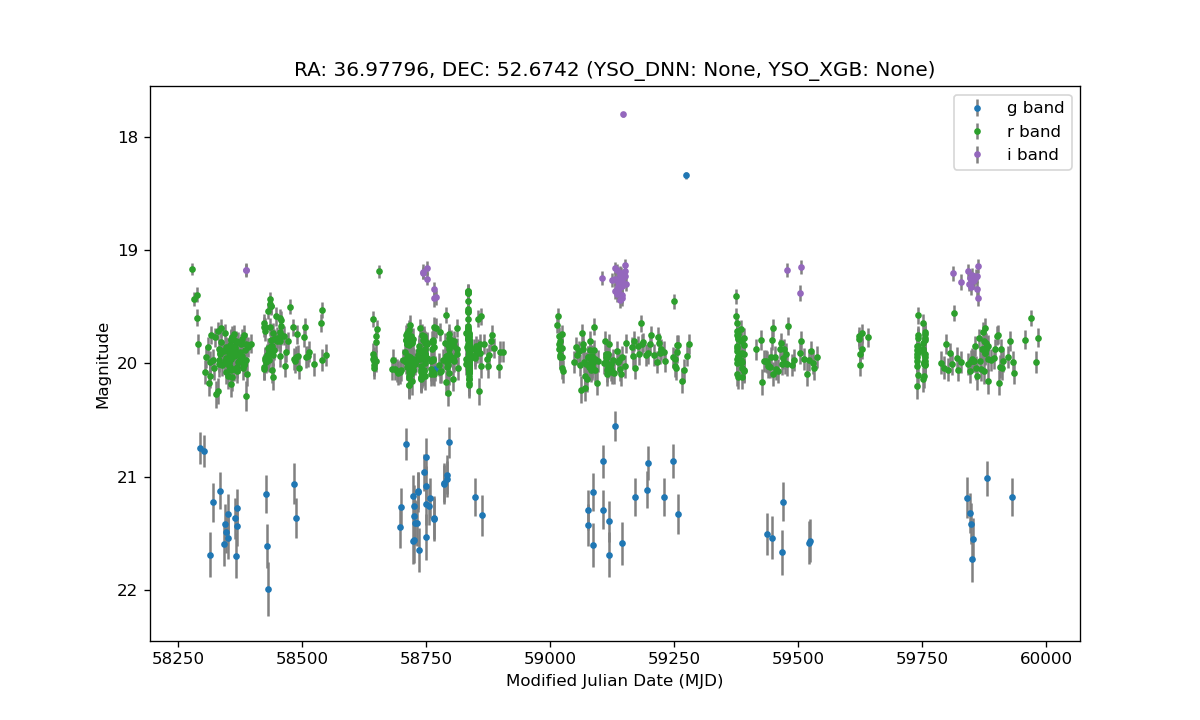 RA: 36.97796, DEC: 52.6742 (YSO_DNN: None, YSO_XGB: None)
g band
r band
i band
18
19
20
21
22
Magnitude
58250 58500 58750 59000 59250 59500 59750 60000
Modified Julian Date (MJD)